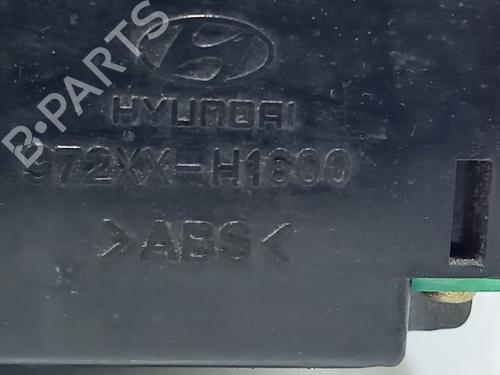 B-PARTS
HYUNDAI
972XX-H1600
>ABS<